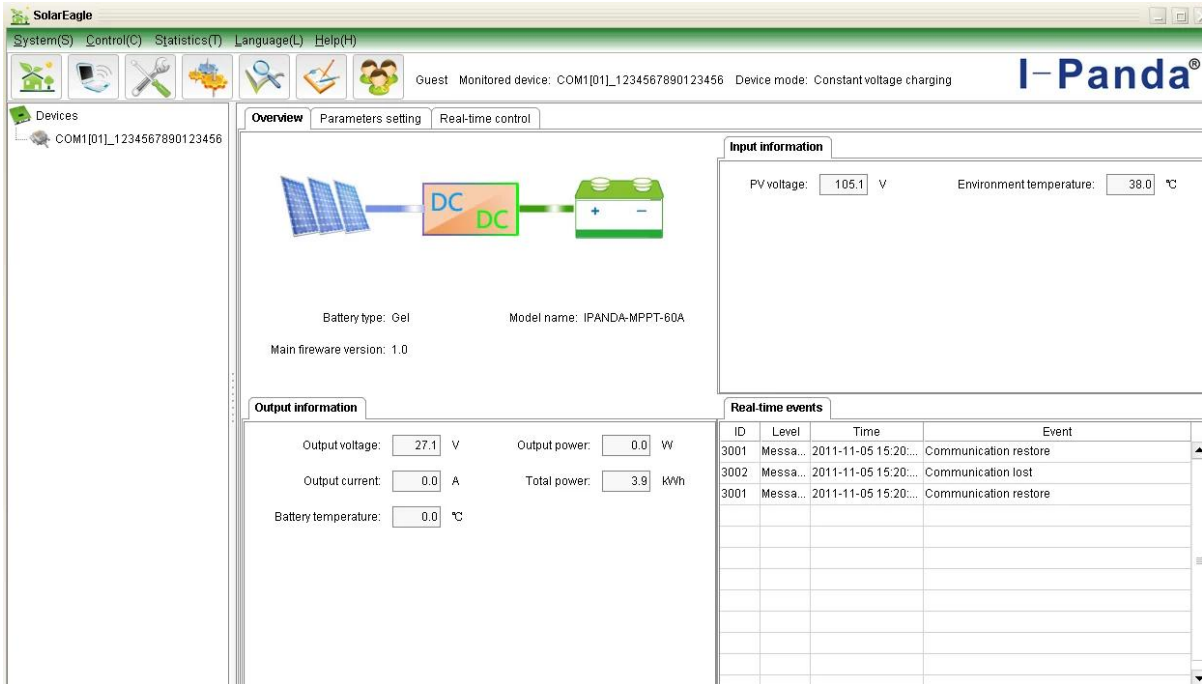 SolarEagle
System(S) Control(C) Statistics(T) Language(L) Help(H)
Guest Monitored device: COM1[01]_1234567890123456 Device mode: Constant voltage charging
I-Panda®
Devices
COM1[01]_1234567890123456
Overview Parameters setting Real-time control
DC
DC
+ −
Battery type: Gel Model name: IPANDA-MPPT-60A
Main fireware version: 1.0
Input information
PV voltage: 105.1 V Environment temperature: 38.0 °C
Output information
Output voltage: 27.1 V Output power: 0.0 W
Output current: 0.0 A Total power: 3.9 kWh
Battery temperature: 0.0 °C
Real-time events
ID Level Time Event
3001 Messa... 2011-11-05 15:20:... Communication restore
3002 Messa... 2011-11-05 15:20:... Communication lost
3001 Messa... 2011-11-05 15:20:... Communication restore